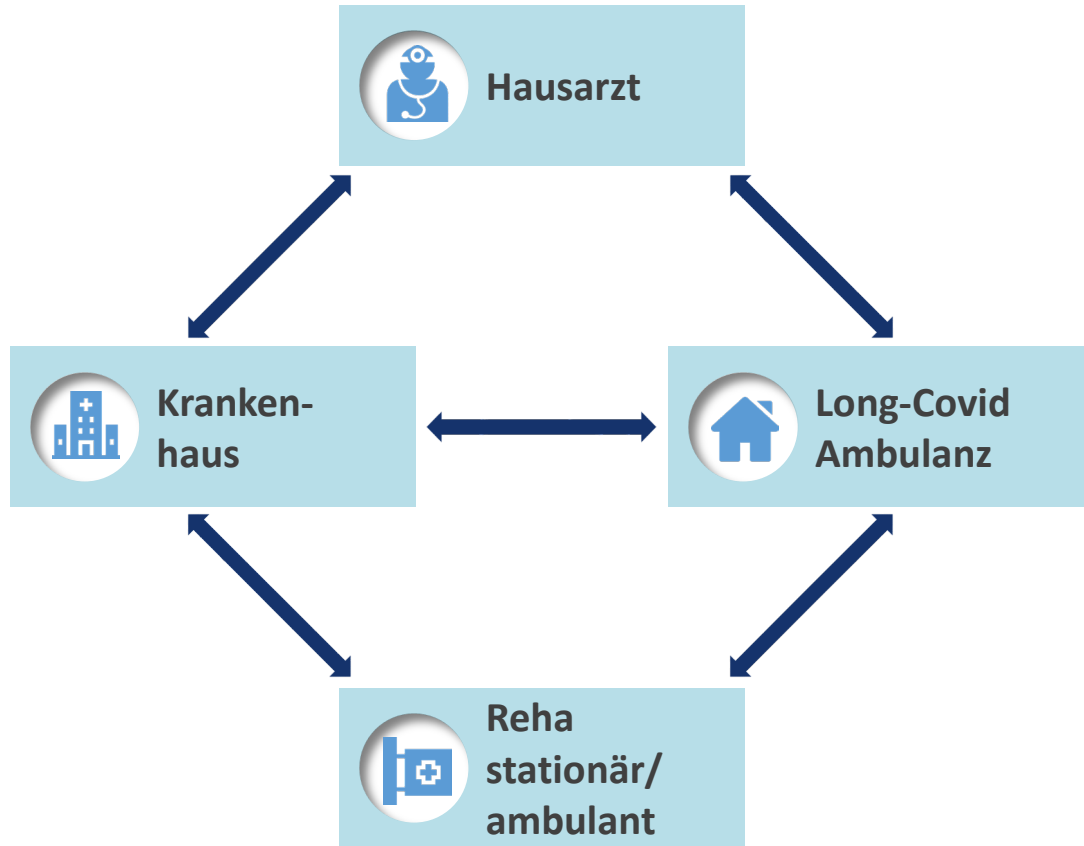 Hausarzt
Kranken-
haus
Long-Covid
Ambulanz
Reha
stationär/
ambulant